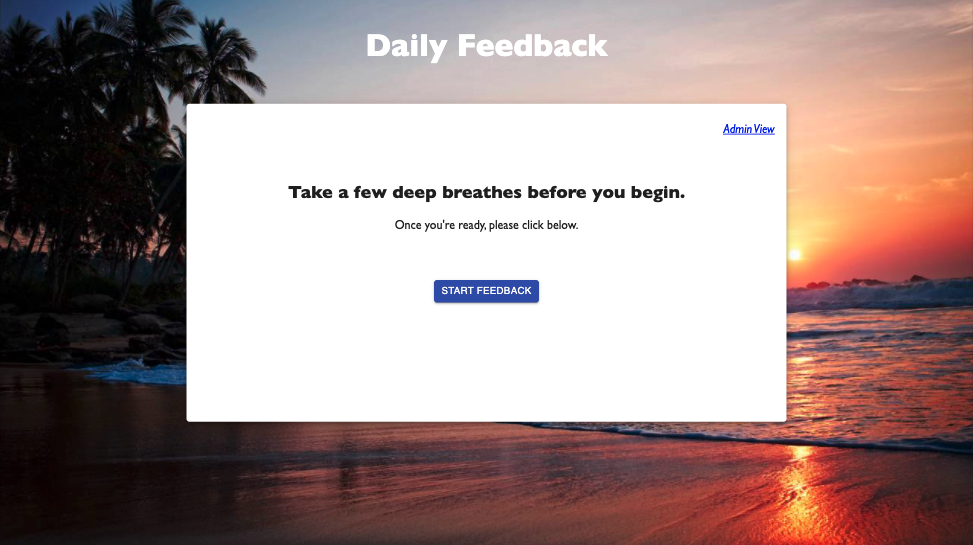 Daily Feedback
Admin View
Take a few deep breathes before you begin.
Once you're ready, please click below.
START FEEDBACK